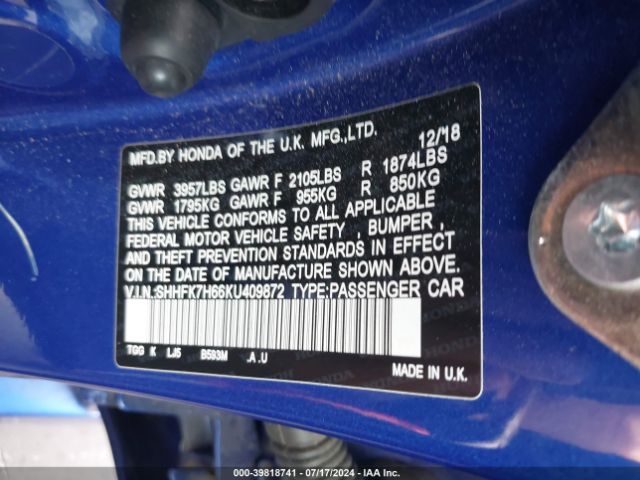 MFD.BY HONDA OF THE U.K. MFG.,LTD. 12/18
GVWR 3957LBS GAWR F 2105LBS R 1874LBS
GVWR 1795KG GAWR F 955KG R 850KG
THIS VEHICLE CONFORMS TO ALL APPLICABLE
FEDERAL MOTOR VEHICLE SAFETY , BUMPER ,
AND THEFT PREVENTION STANDARDS IN EFFECT
ON THE DATE OF MANUFACTURE SHOWN ABOVE.
V.I.N.:SHHFK7H66KU409872 TYPE:PASSENGER CAR
TGG K LJ5 B593M .A .U
MADE IN U.K.
000-39818741 / 07/17/2024 - IAA Inc.